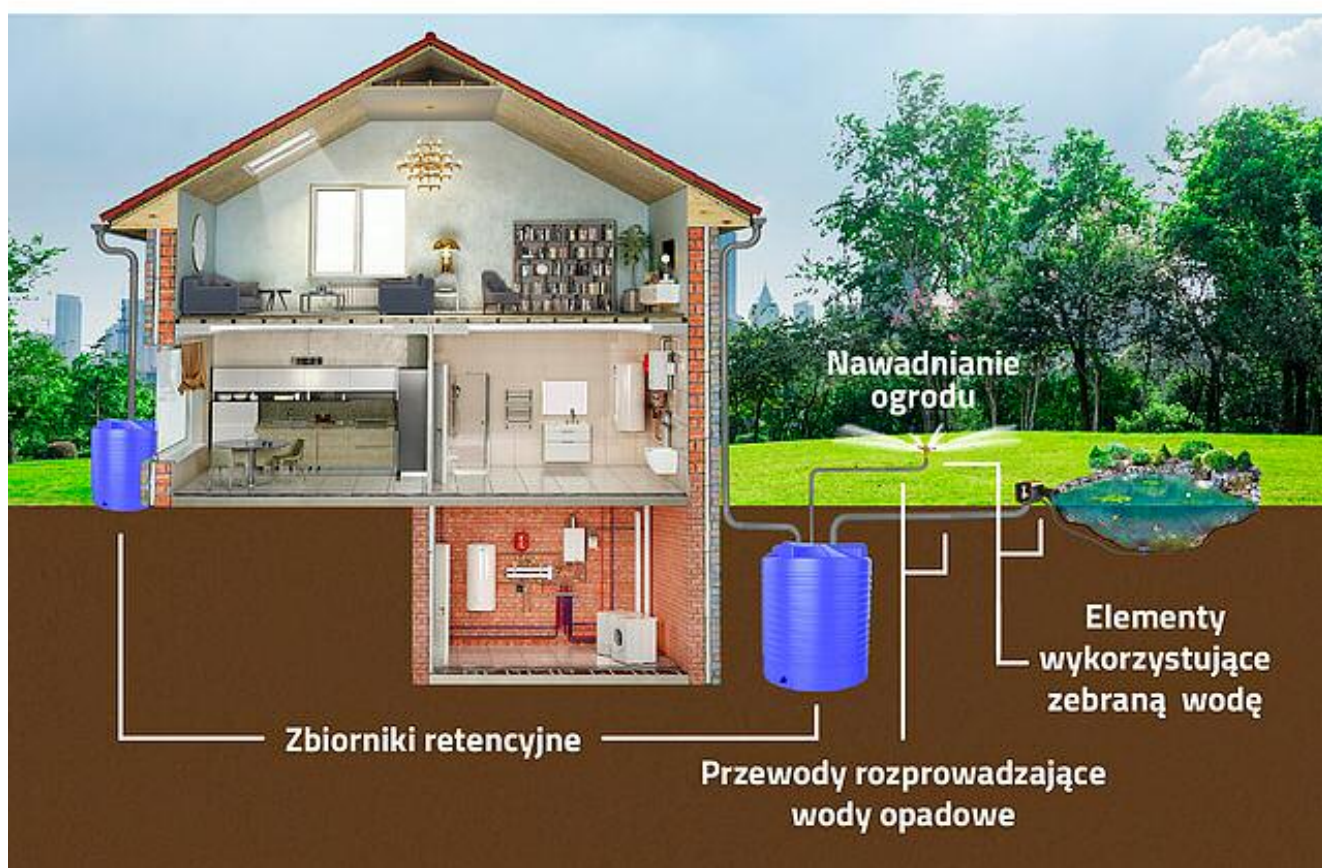 Nawadnianie
ogrodu
Elementy
wykorzystujące
zebraną wodę
Zbiorniki retencyjne
Przewody rozprowadzające
wody opadowe